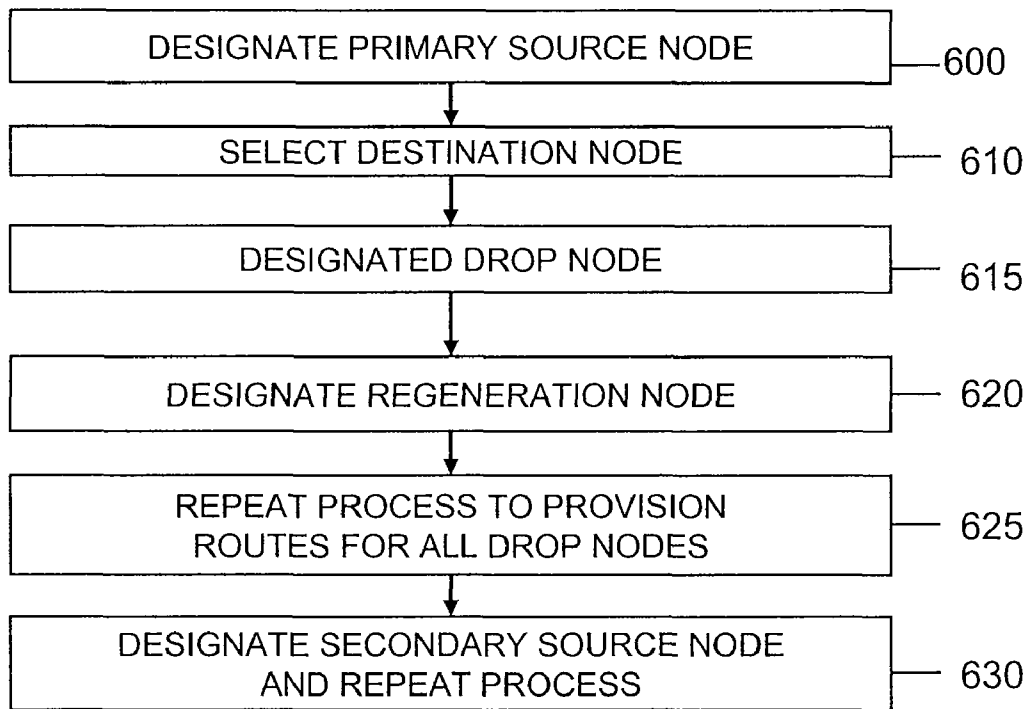 DESIGNATE PRIMARY SOURCE NODE
600
SELECT DESTINATION NODE
610
DESIGNATED DROP NODE
615
DESIGNATE REGENERATION NODE
620
REPEAT PROCESS TO PROVISION
ROUTES FOR ALL DROP NODES
625
DESIGNATE SECONDARY SOURCE NODE
AND REPEAT PROCESS
630